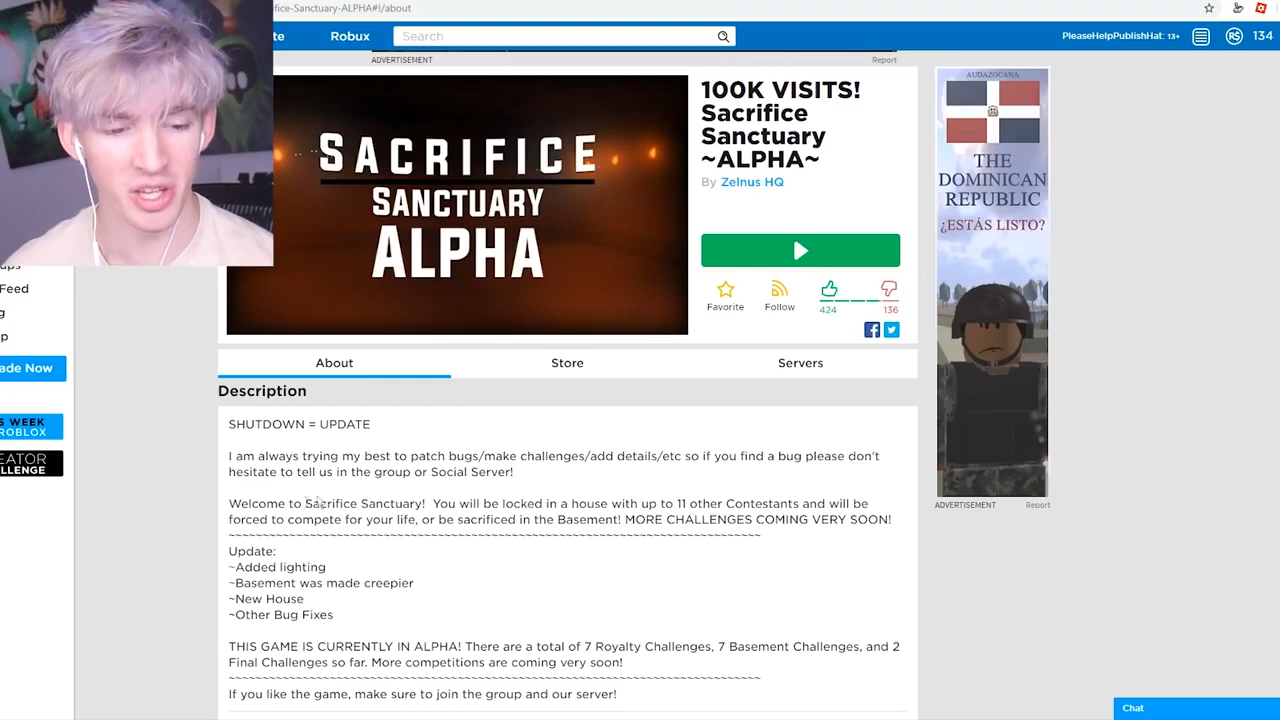 fice-Sanctuary-ALPHA#!/about
te Robux Search PleaseHelpPublishHat: 13+ R$ 134
ADVERTISEMENT Report
SACRIFICE
SANCTUARY
ALPHA
100K VISITS!
Sacrifice
Sanctuary
~ALPHA~
By Zelnus HQ
Favorite Follow 424 136
AUDAZOCANA
THE
DOMINICAN
REPUBLIC
¿ESTÁS LISTO?
ADVERTISEMENT Report
ups
Feed
g
p
ade Now
S WEEK
ROBLOX
EATOR
LLENGE
About Store Servers
Description
SHUTDOWN = UPDATE
I am always trying my best to patch bugs/make challenges/add details/etc so if you find a bug please don't
hesitate to tell us in the group or Social Server!
Welcome to Sacrifice Sanctuary! You will be locked in a house with up to 11 other Contestants and will be
forced to compete for your life, or be sacrificed in the Basement! MORE CHALLENGES COMING VERY SOON!
~~~~~~~~~~~~~~~~~~~~~~~~~~~~~~~~~~~~~~~~~~~~~~~~~~~~~~~~~~~~~~~~~~~~~~~~~~~
Update:
~Added lighting
~Basement was made creepier
~New House
~Other Bug Fixes
THIS GAME IS CURRENTLY IN ALPHA! There are a total of 7 Royalty Challenges, 7 Basement Challenges, and 2
Final Challenges so far. More competitions are coming very soon!
~~~~~~~~~~~~~~~~~~~~~~~~~~~~~~~~~~~~~~~~~~~~~~~~~~~~~~~~~~~~~~~~~~~~~~~~~~~
If you like the game, make sure to join the group and our server!
Chat